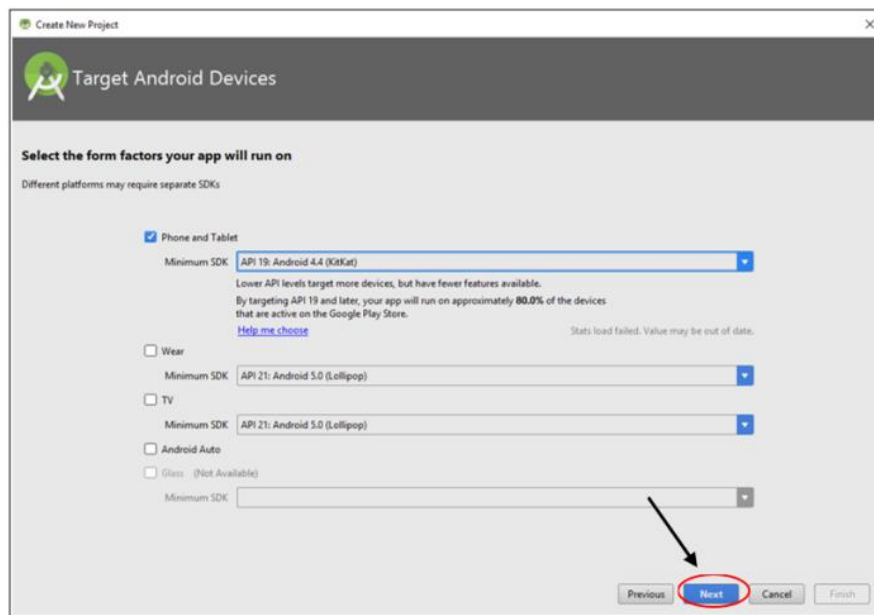 Create New Project
Target Android Devices
Select the form factors your app will run on
Different platforms may require separate SDKs
Phone and Tablet
Minimum SDK API 19: Android 4.4 (KitKat)
Lower API levels target more devices, but have fewer features available.
By targeting API 19 and later, your app will run on approximately 80.0% of the devices
that are active on the Google Play Store.
Help me choose Stats load failed. Value may be out of date.
Wear
Minimum SDK API 21: Android 5.0 (Lollipop)
TV
Minimum SDK API 21: Android 5.0 (Lollipop)
Android Auto
Glass (Not Available)
Minimum SDK
Previous Next Cancel Finish